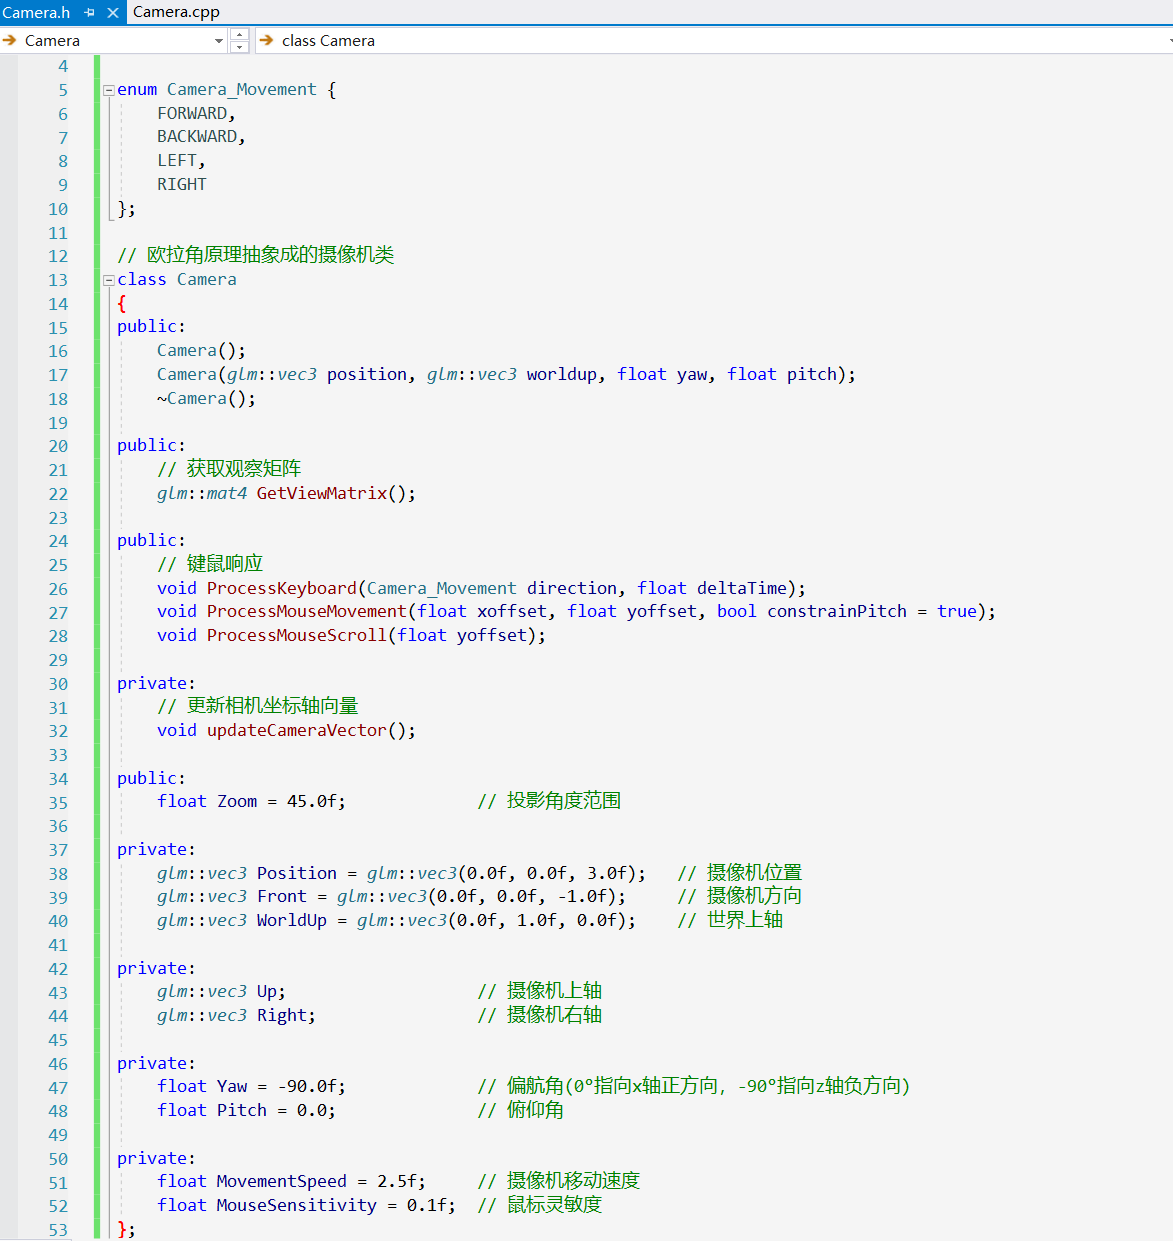 Camera.h Camera.cpp
Camera class Camera
4
5 enum Camera_Movement {
6 FORWARD,
7 BACKWARD,
8 LEFT,
9 RIGHT
10 };
11
12 // 欧拉角原理抽象成的摄像机类
13 class Camera
14 {
15 public:
16 Camera();
17 Camera(glm::vec3 position, glm::vec3 worldup, float yaw, float pitch);
18 ~Camera();
19
20 public:
21 // 获取观察矩阵
22 glm::mat4 GetViewMatrix();
23
24 public:
25 // 键鼠响应
26 void ProcessKeyboard(Camera_Movement direction, float deltaTime);
27 void ProcessMouseMovement(float xoffset, float yoffset, bool constrainPitch = true);
28 void ProcessMouseScroll(float yoffset);
29
30 private:
31 // 更新相机坐标轴向量
32 void updateCameraVector();
33
34 public:
35 float Zoom = 45.0f; // 投影角度范围
36
37 private:
38 glm::vec3 Position = glm::vec3(0.0f, 0.0f, 3.0f); // 摄像机位置
39 glm::vec3 Front = glm::vec3(0.0f, 0.0f, -1.0f); // 摄像机方向
40 glm::vec3 WorldUp = glm::vec3(0.0f, 1.0f, 0.0f); // 世界上轴
41
42 private:
43 glm::vec3 Up; // 摄像机上轴
44 glm::vec3 Right; // 摄像机右轴
45
46 private:
47 float Yaw = -90.0f; // 偏航角(0°指向x轴正方向，-90°指向z轴负方向)
48 float Pitch = 0.0; // 俯仰角
49
50 private:
51 float MovementSpeed = 2.5f; // 摄像机移动速度
52 float MouseSensitivity = 0.1f; // 鼠标灵敏度
53 };